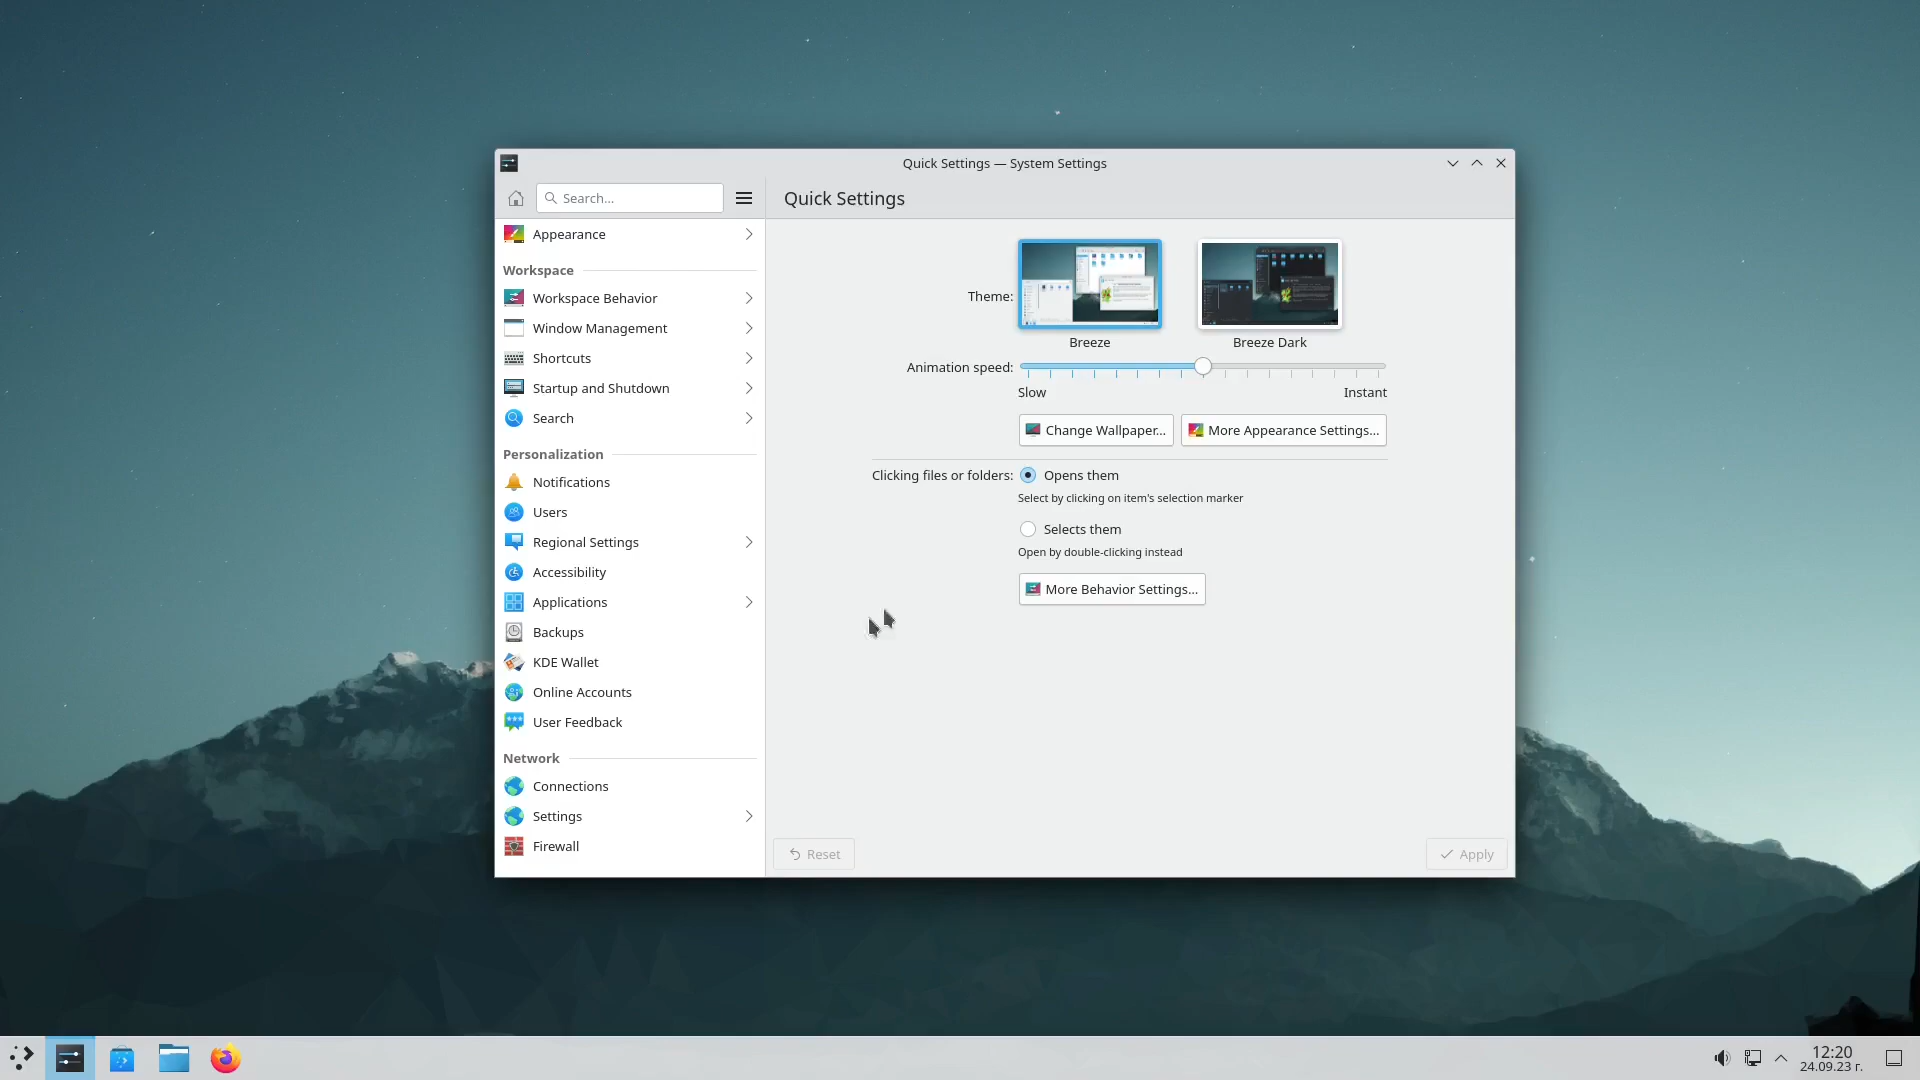 Quick Settings — System Settings
Search...
Quick Settings
Appearance
Workspace
Workspace Behavior
Window Management
Shortcuts
Startup and Shutdown
Search
Personalization
Notifications
Users
Regional Settings
Accessibility
Applications
Backups
KDE Wallet
Online Accounts
User Feedback
Network
Connections
Settings
Firewall
Theme:
Breeze
Breeze Dark
Animation speed:
Slow
Instant
Change Wallpaper...
More Appearance Settings...
Clicking files or folders:
Opens them
Select by clicking on item's selection marker
Selects them
Open by double-clicking instead
More Behavior Settings...
Reset
Apply
12:20
24.09.23 г.